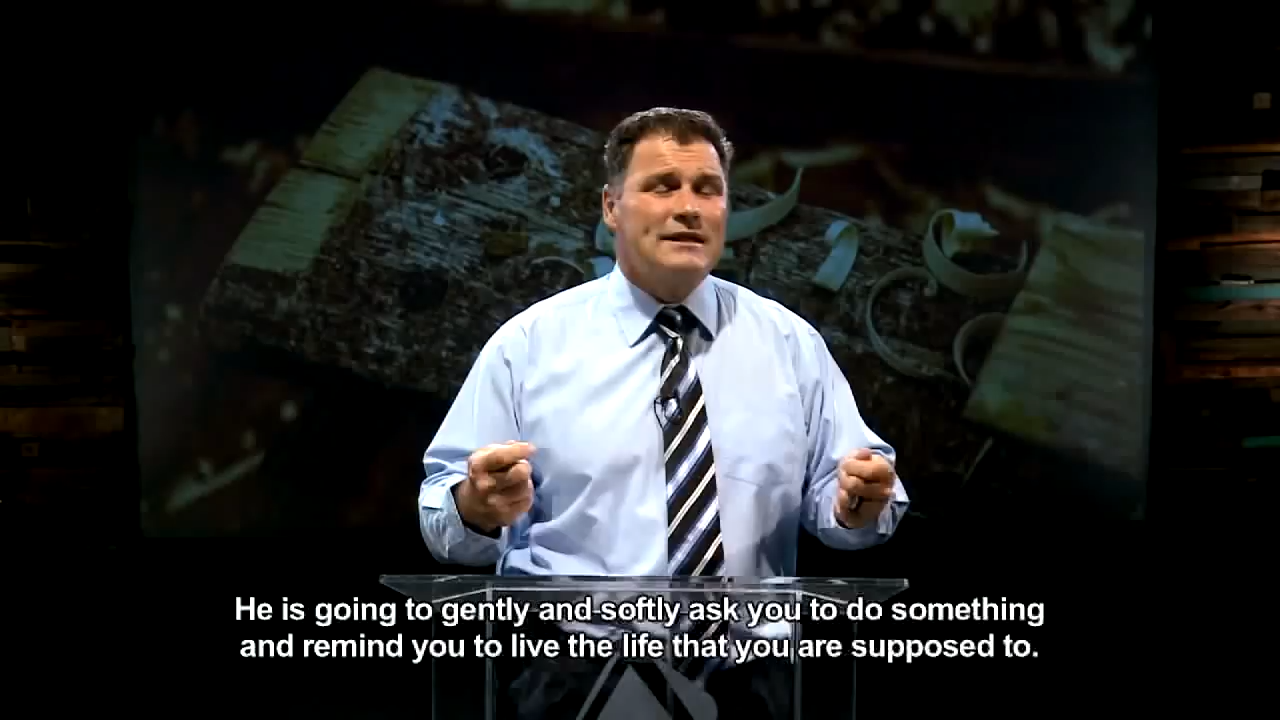 He is going to gently and softly ask you to do something
and remind you to live the life that you are supposed to.